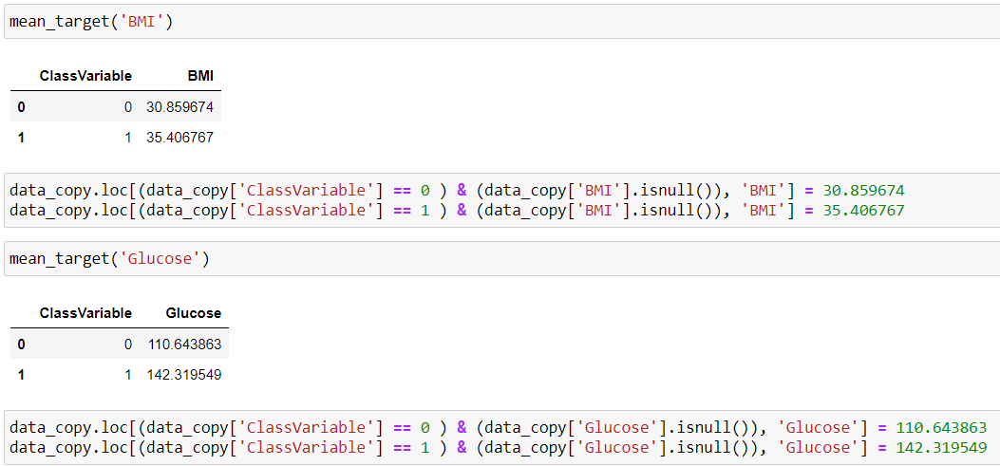 mean_target('BMI')
ClassVariable BMI
0 0 30.859674
1 1 35.406767
data_copy.loc[(data_copy['ClassVariable'] == 0 ) & (data_copy['BMI'].isnull()), 'BMI'] = 30.859674
data_copy.loc[(data_copy['ClassVariable'] == 1 ) & (data_copy['BMI'].isnull()), 'BMI'] = 35.406767
mean_target('Glucose')
ClassVariable Glucose
0 0 110.643863
1 1 142.319549
data_copy.loc[(data_copy['ClassVariable'] == 0 ) & (data_copy['Glucose'].isnull()), 'Glucose'] = 110.643863
data_copy.loc[(data_copy['ClassVariable'] == 1 ) & (data_copy['Glucose'].isnull()), 'Glucose'] = 142.319549